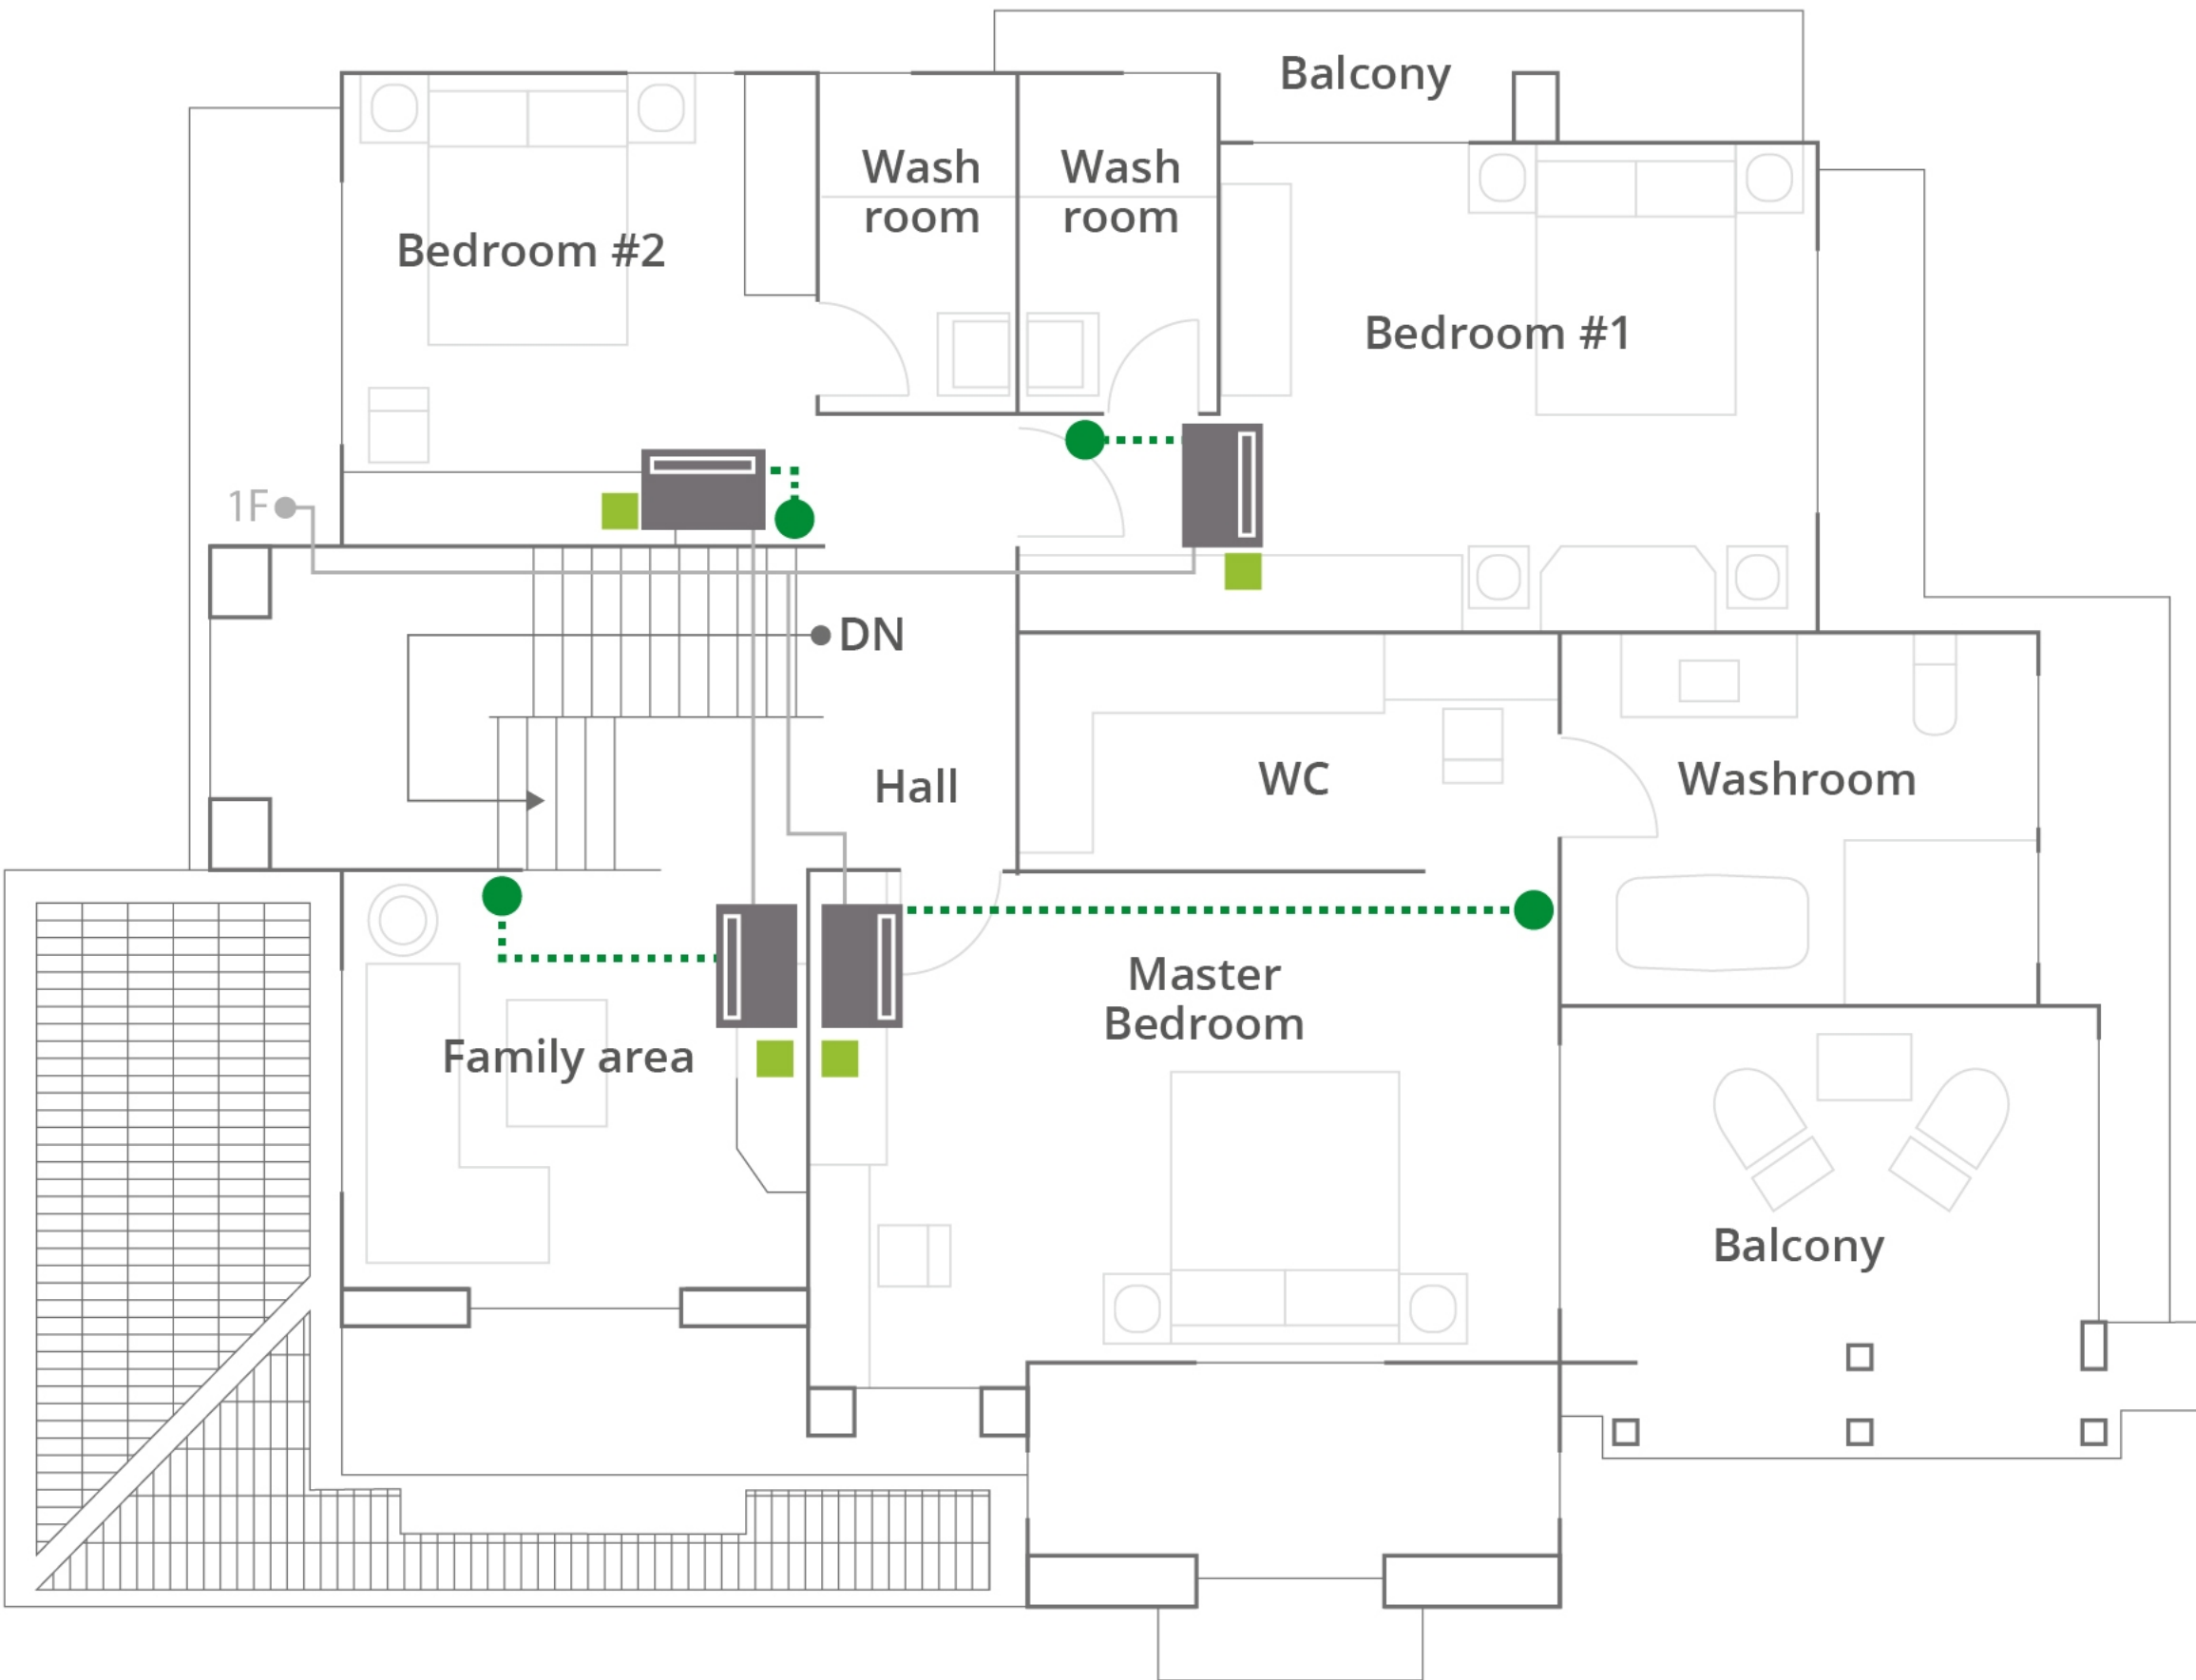 Balcony
Wash
room
Wash
room
Bedroom #2
Bedroom #1
1F
DN
Hall
WC
Washroom
Master
Bedroom
Family area
Balcony